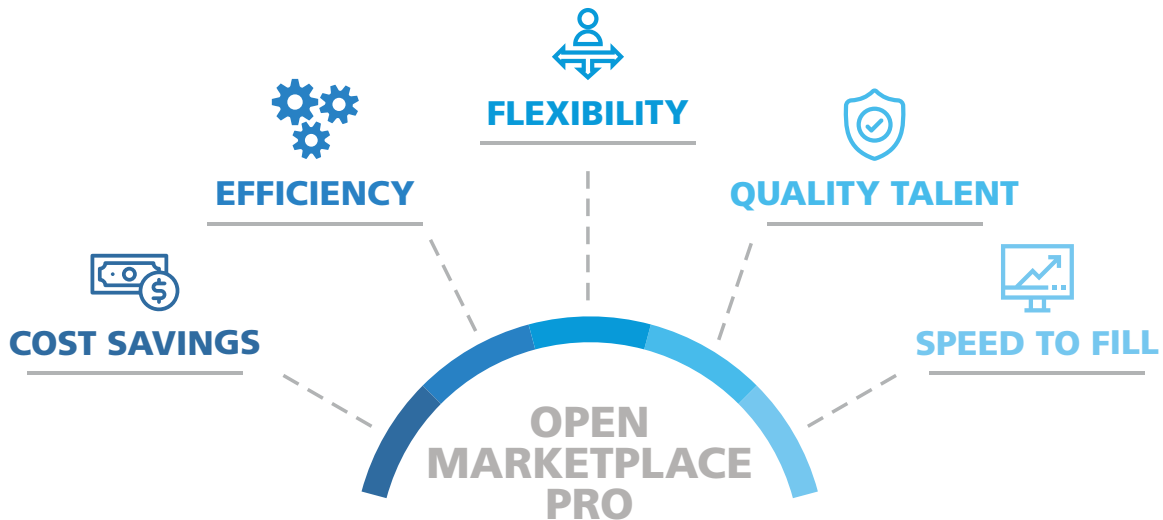 COST SAVINGS
EFFICIENCY
FLEXIBILITY
QUALITY TALENT
SPEED TO FILL
OPEN
MARKETPLACE
PRO